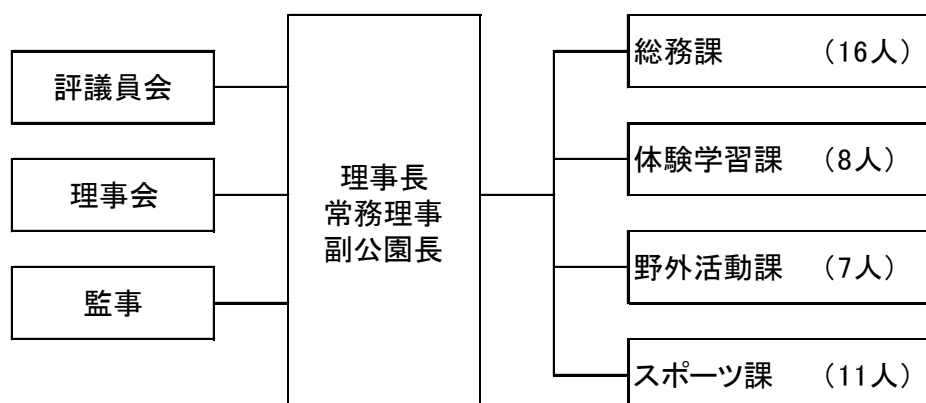 評議員会
理事会
監事
理事長
常務理事
副公園長
総務課 （16人）
体験学習課 （8人）
野外活動課 （7人）
スポーツ課 （11人）